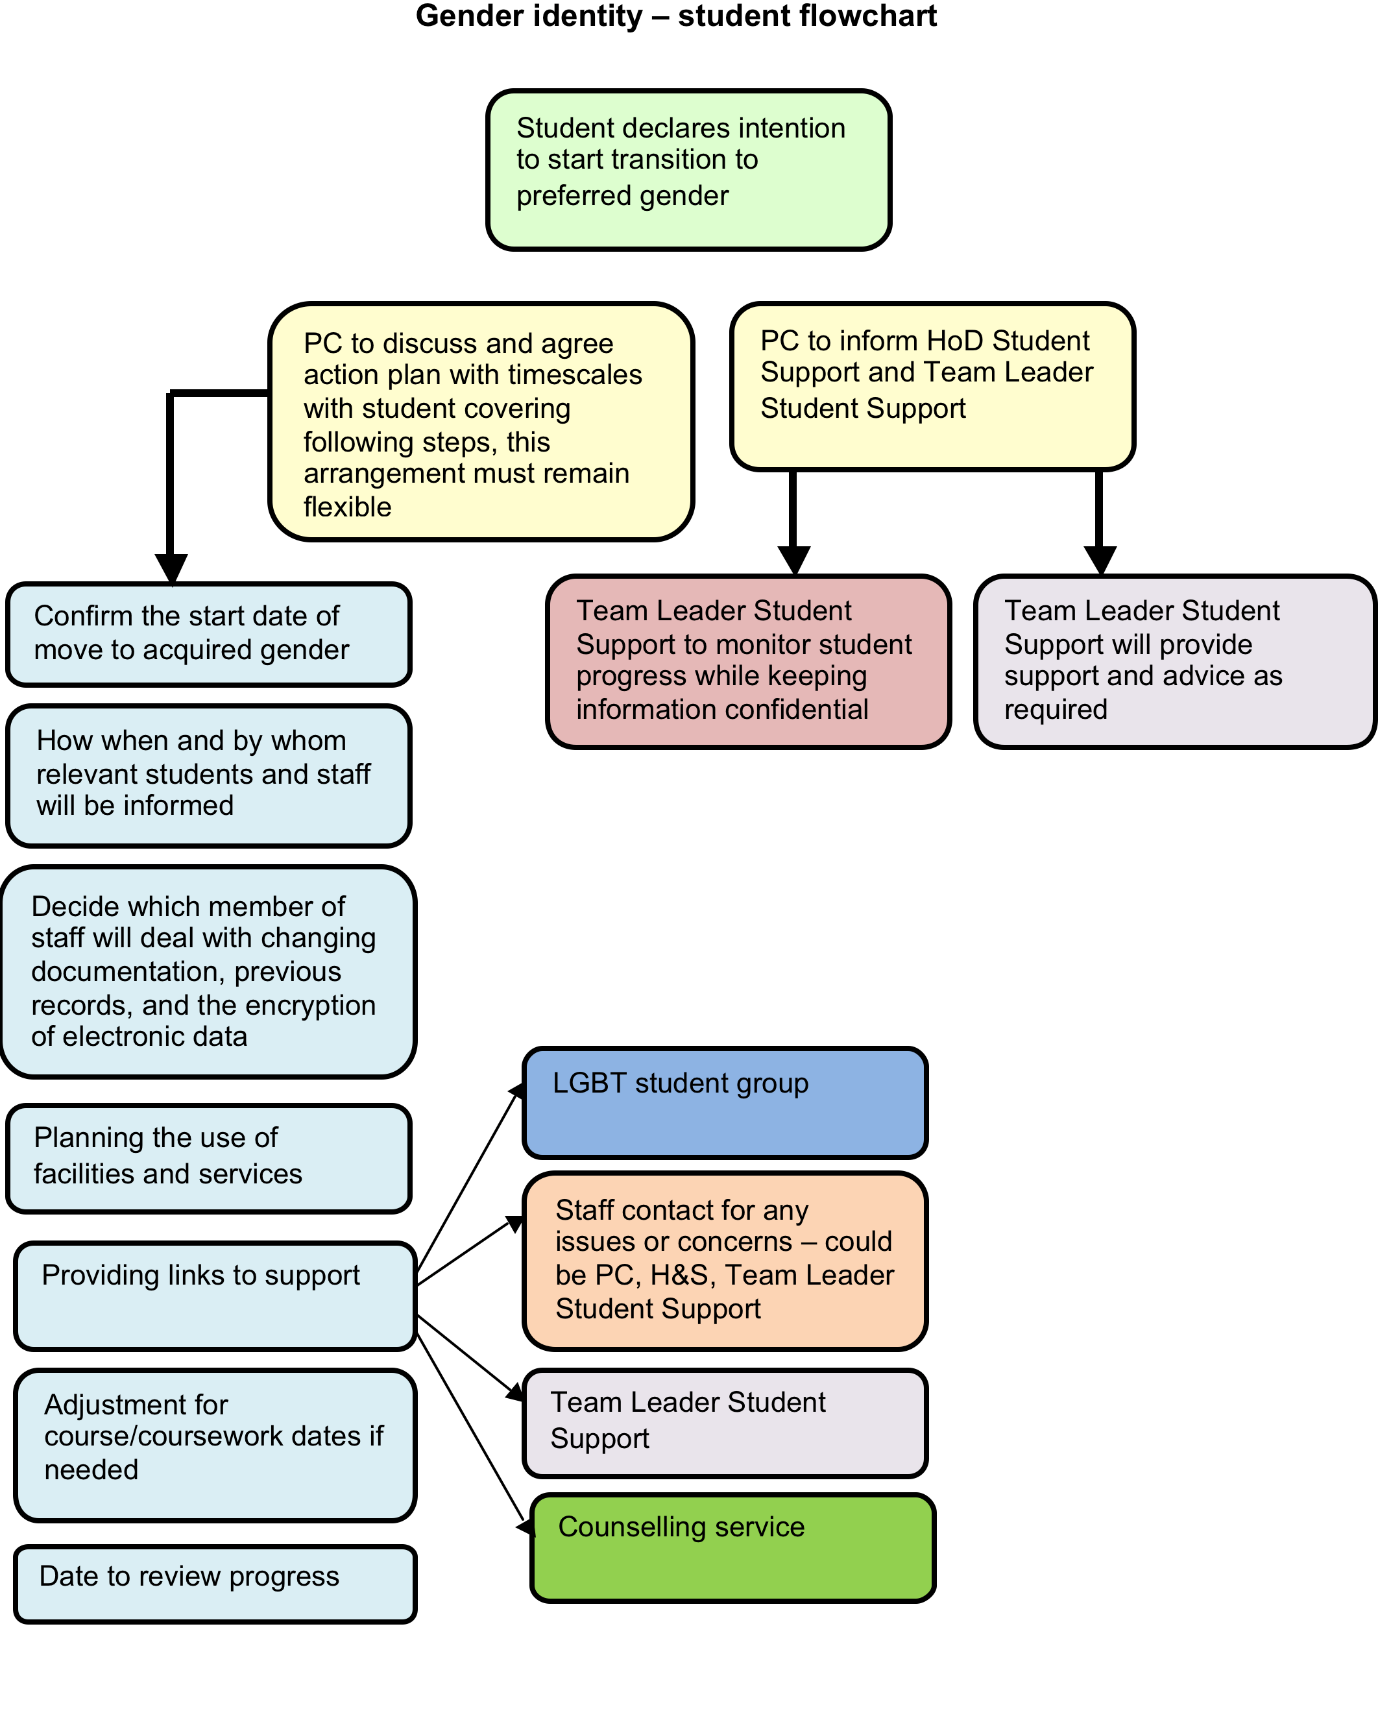 Gender identity – student flowchart
Student declares intention
to start transition to
preferred gender
PC to discuss and agree
action plan with timescales
with student covering
following steps, this
arrangement must remain
flexible
PC to inform HoD Student
Support and Team Leader
Student Support
Confirm the start date of
move to acquired gender
Team Leader Student
Support to monitor student
progress while keeping
information confidential
Team Leader Student
Support will provide
support and advice as
required
How when and by whom
relevant students and staff
will be informed
Decide which member of
staff will deal with changing
documentation, previous
records, and the encryption
of electronic data
Planning the use of
facilities and services
Providing links to support
LGBT student group
Staff contact for any
issues or concerns – could
be PC, H&S, Team Leader
Student Support
Team Leader Student
Support
Counselling service
Adjustment for
course/coursework dates if
needed
Date to review progress